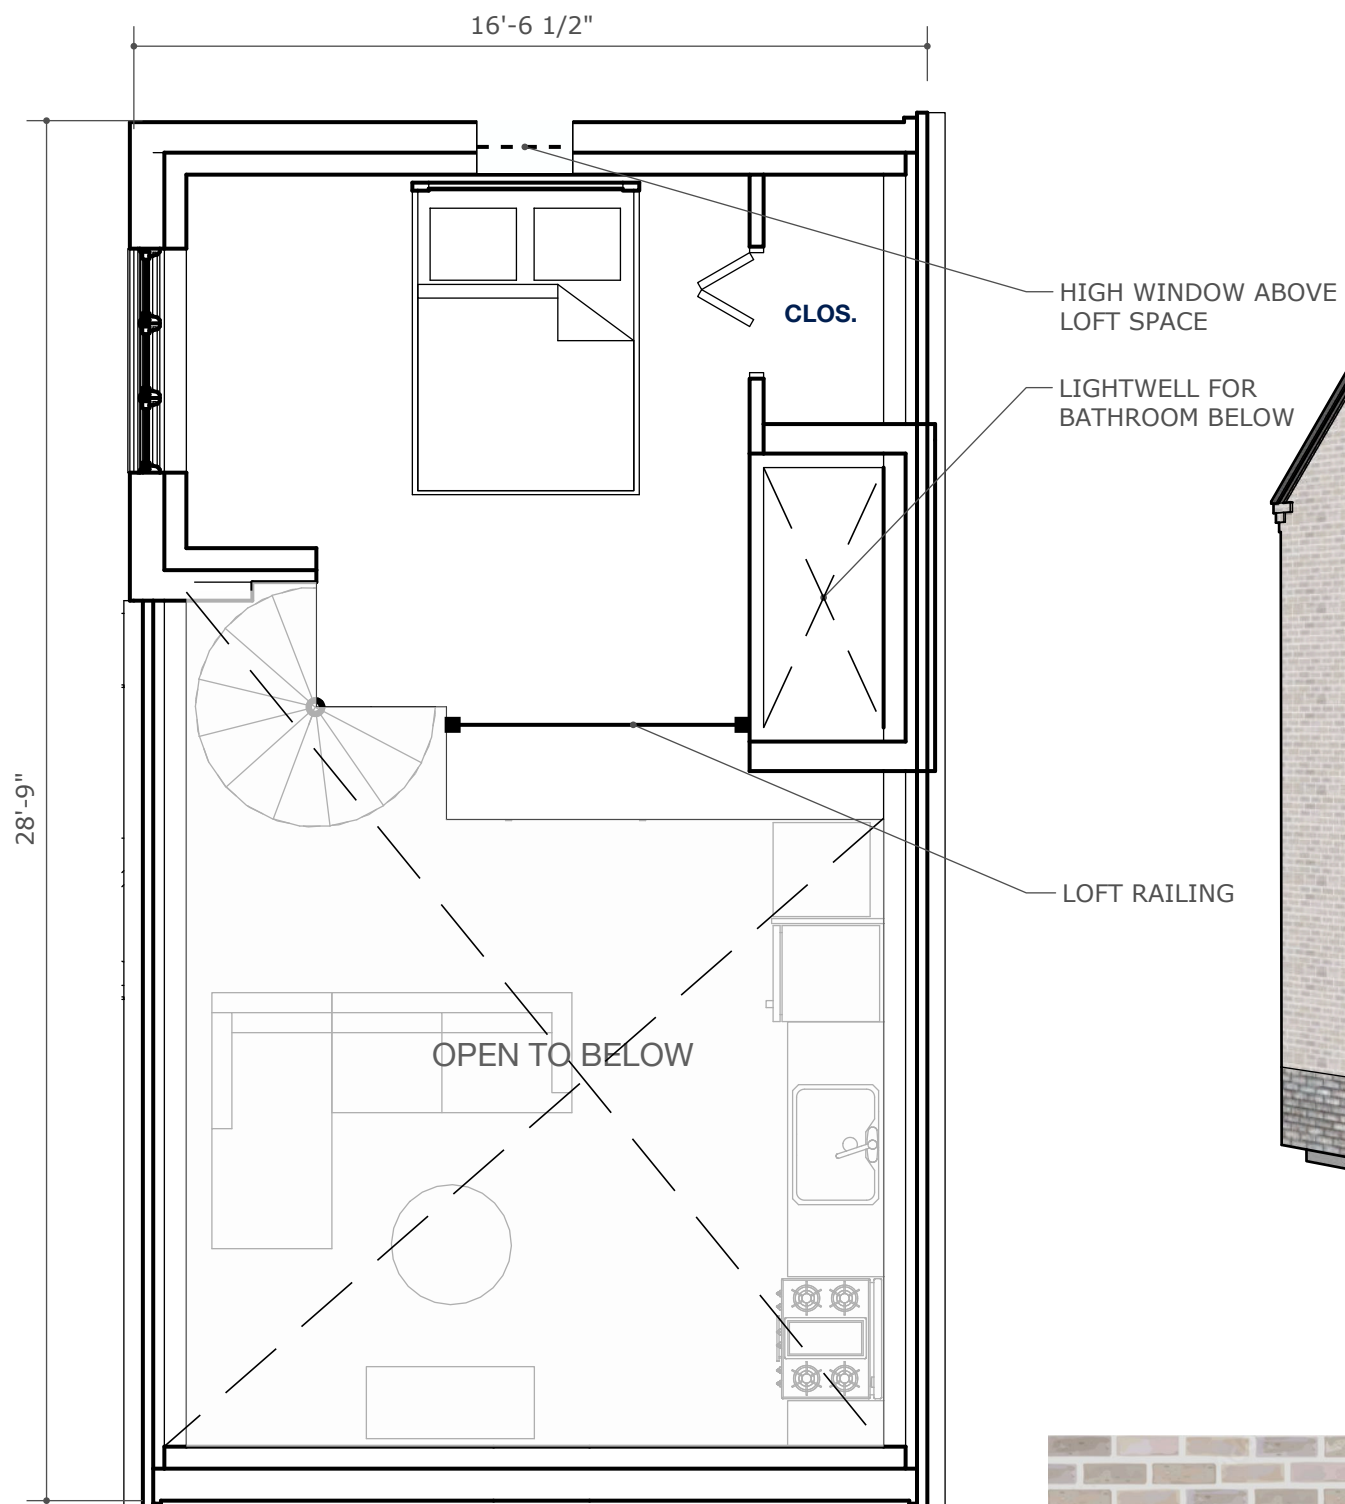 16'-6 1/2"
HIGH WINDOW ABOVE
LOFT SPACE
CLOS.
LIGHTWELL FOR
BATHROOM BELOW
28'-9"
LOFT RAILING
OPEN TO BELOW